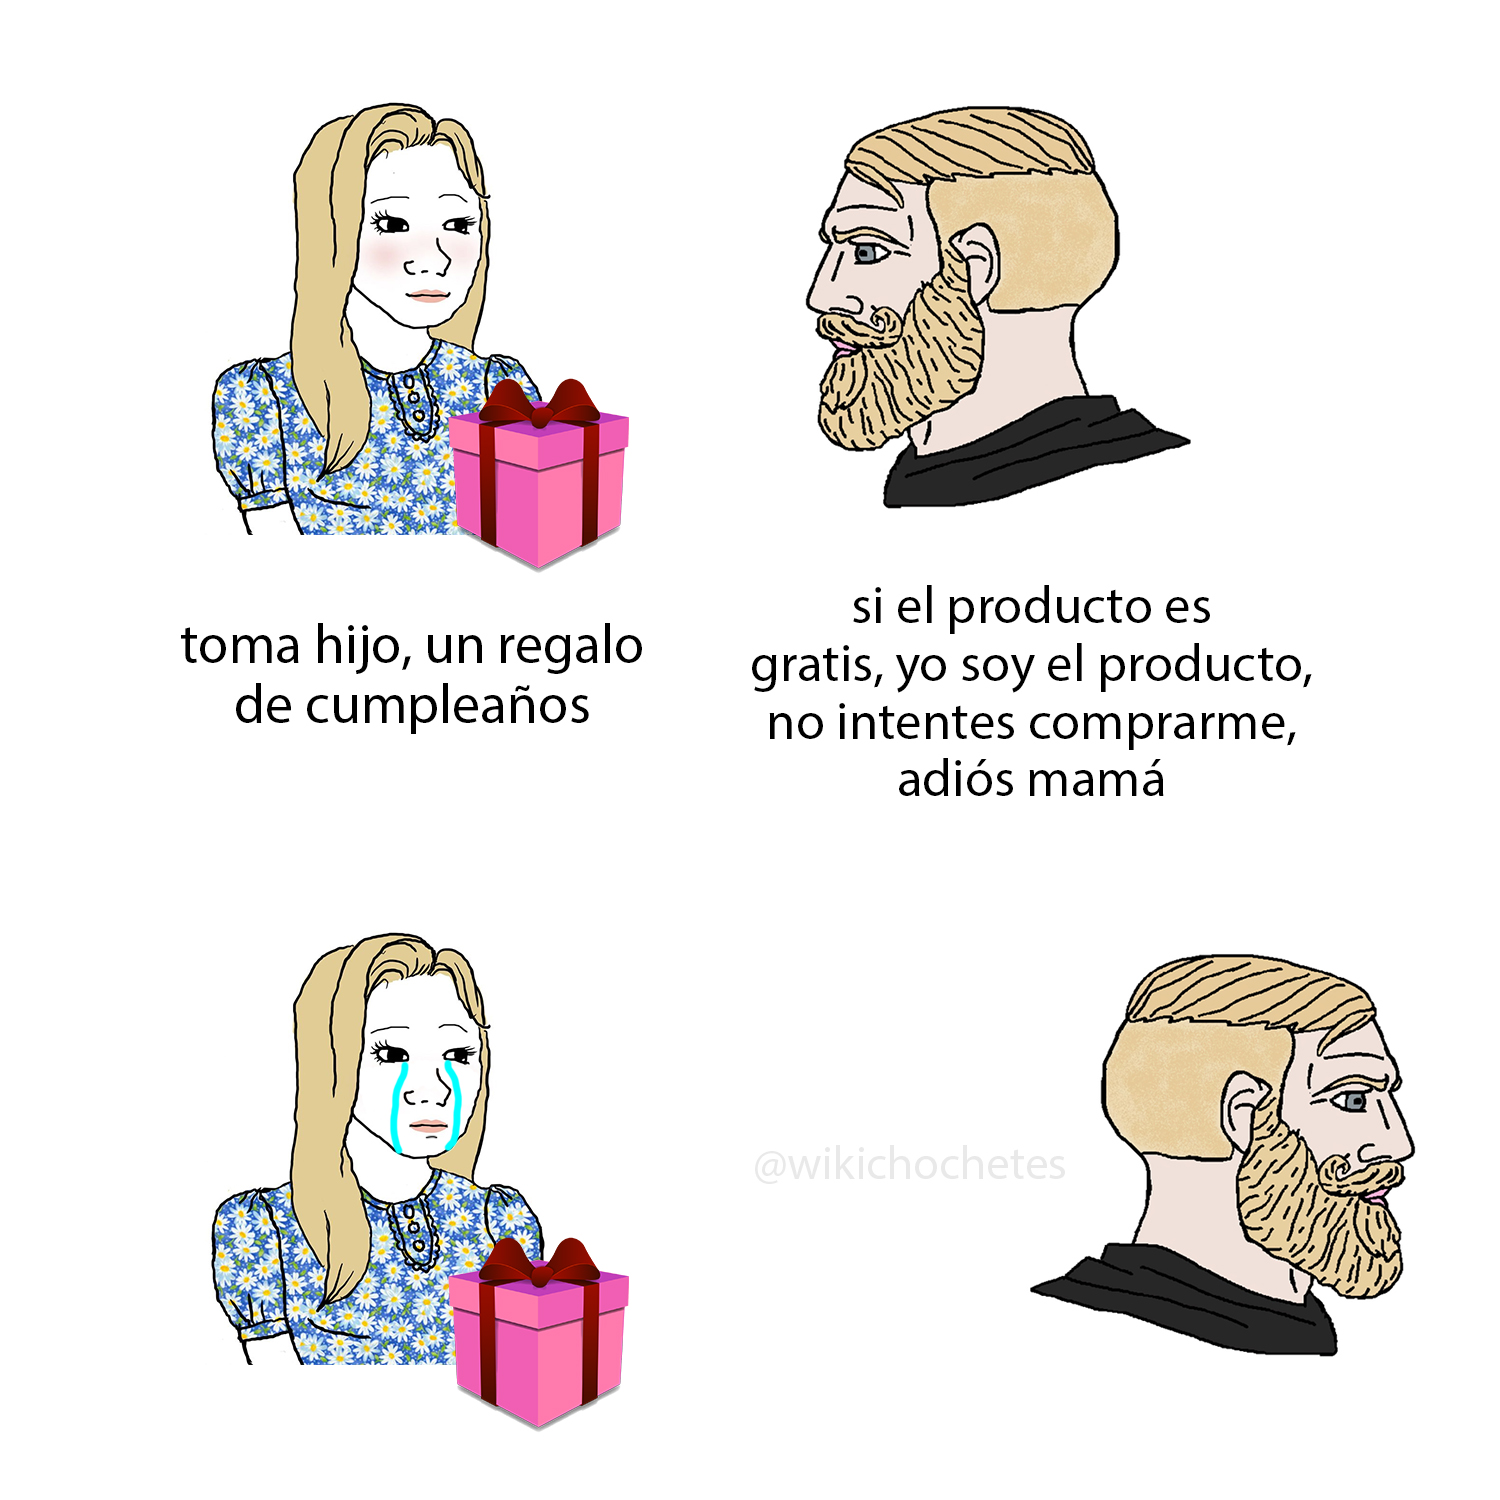 toma hijo, un regalo
de cumpleaños
si el producto es
gratis, yo soy el producto,
no intentes comprarme,
adiós mamá
@wikichochetes